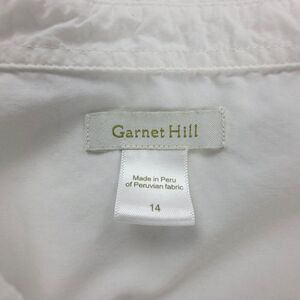 Garnet Hill
Made in Peru
of Peruvian fabric
14